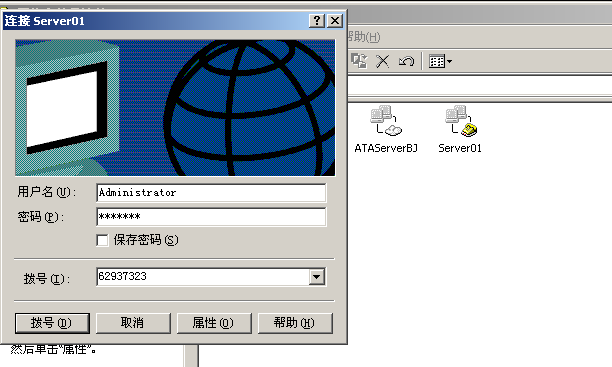 连接 Server01
帮助(H)
ATAServerBJ
Server01
用户名(U):
Administrator
密码(P):
*******
保存密码(S)
拨号(I):
62937323
拨号(D)
取消
属性(O)
帮助(H)
然后单击“属性”。